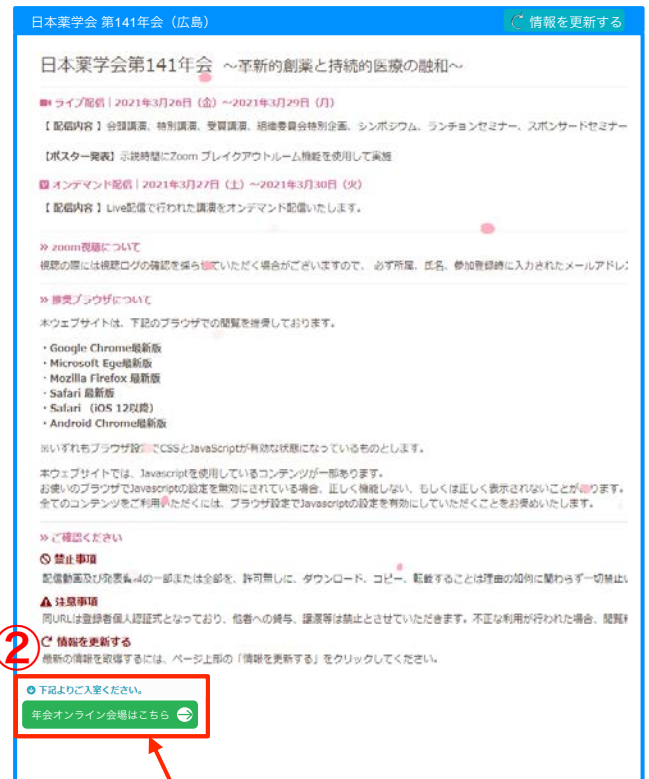 日本薬学会 第141年会（広島）
情報を更新する
日本薬学会第141年会 ～革新的創薬と持続的医療の融和～
ライブ配信｜2021年3月26日（金）～2021年3月29日（月）
【 配信内容 】会頭講演、特別講演、受賞講演、組織委員会特別企画、シンポジウム、ランチョンセミナー、スポンサードセミナー
【ポスター発表】示説時間にZoom ブレイクアウトルーム機能を使用して実施
オンデマンド配信｜2021年3月27日（土）～2021年3月30日（火）
【 配信内容 】Live配信で行われた講演をオンデマンド配信いたします。
» zoom視聴について
視聴の際には視聴ログの確認を採らせていただく場合がございますので、 必ず所属、氏名、参加登録時に入力されたメールアドレ
» 推奨ブラウザについて
本ウェブサイトは、下記のブラウザでの閲覧を推奨しております。
・Google Chrome最新版
・Microsoft Ege最新版
・Mozilla Firefox 最新版
・Safari 最新版
・Safari （iOS 12以降）
・Android Chrome最新版
※いずれもブラウザ設定でCSSとJavaScriptが有効な状態になっているものとします。
本ウェブサイトでは、Javascriptを使用しているコンテンツが一部あります。
お使いのブラウザでJavascriptの設定を無効にされている場合、正しく機能しない、もしくは正しく表示されないことがあります。
全てのコンテンツをご利用いただくには、ブラウザ設定でJavascriptの設定を有効にしていただくことをお奨めいたします。
» ご確認ください
禁止事項
配信動画及び発表資料の一部または全部を、許可無しに、ダウンロード、コピー、転載することは理由の如何に関わらず一切禁止い
注意事項
同URLは登録者個人認証式となっており、他者への貸与、譲渡等は禁止とさせていただきます。不正な利用が行われた場合、閲覧
② 情報を更新する
最新の情報を取得するには、ページ上部の「情報を更新する」をクリックしてください。
下記よりご入室ください。
年会オンライン会場はこちら